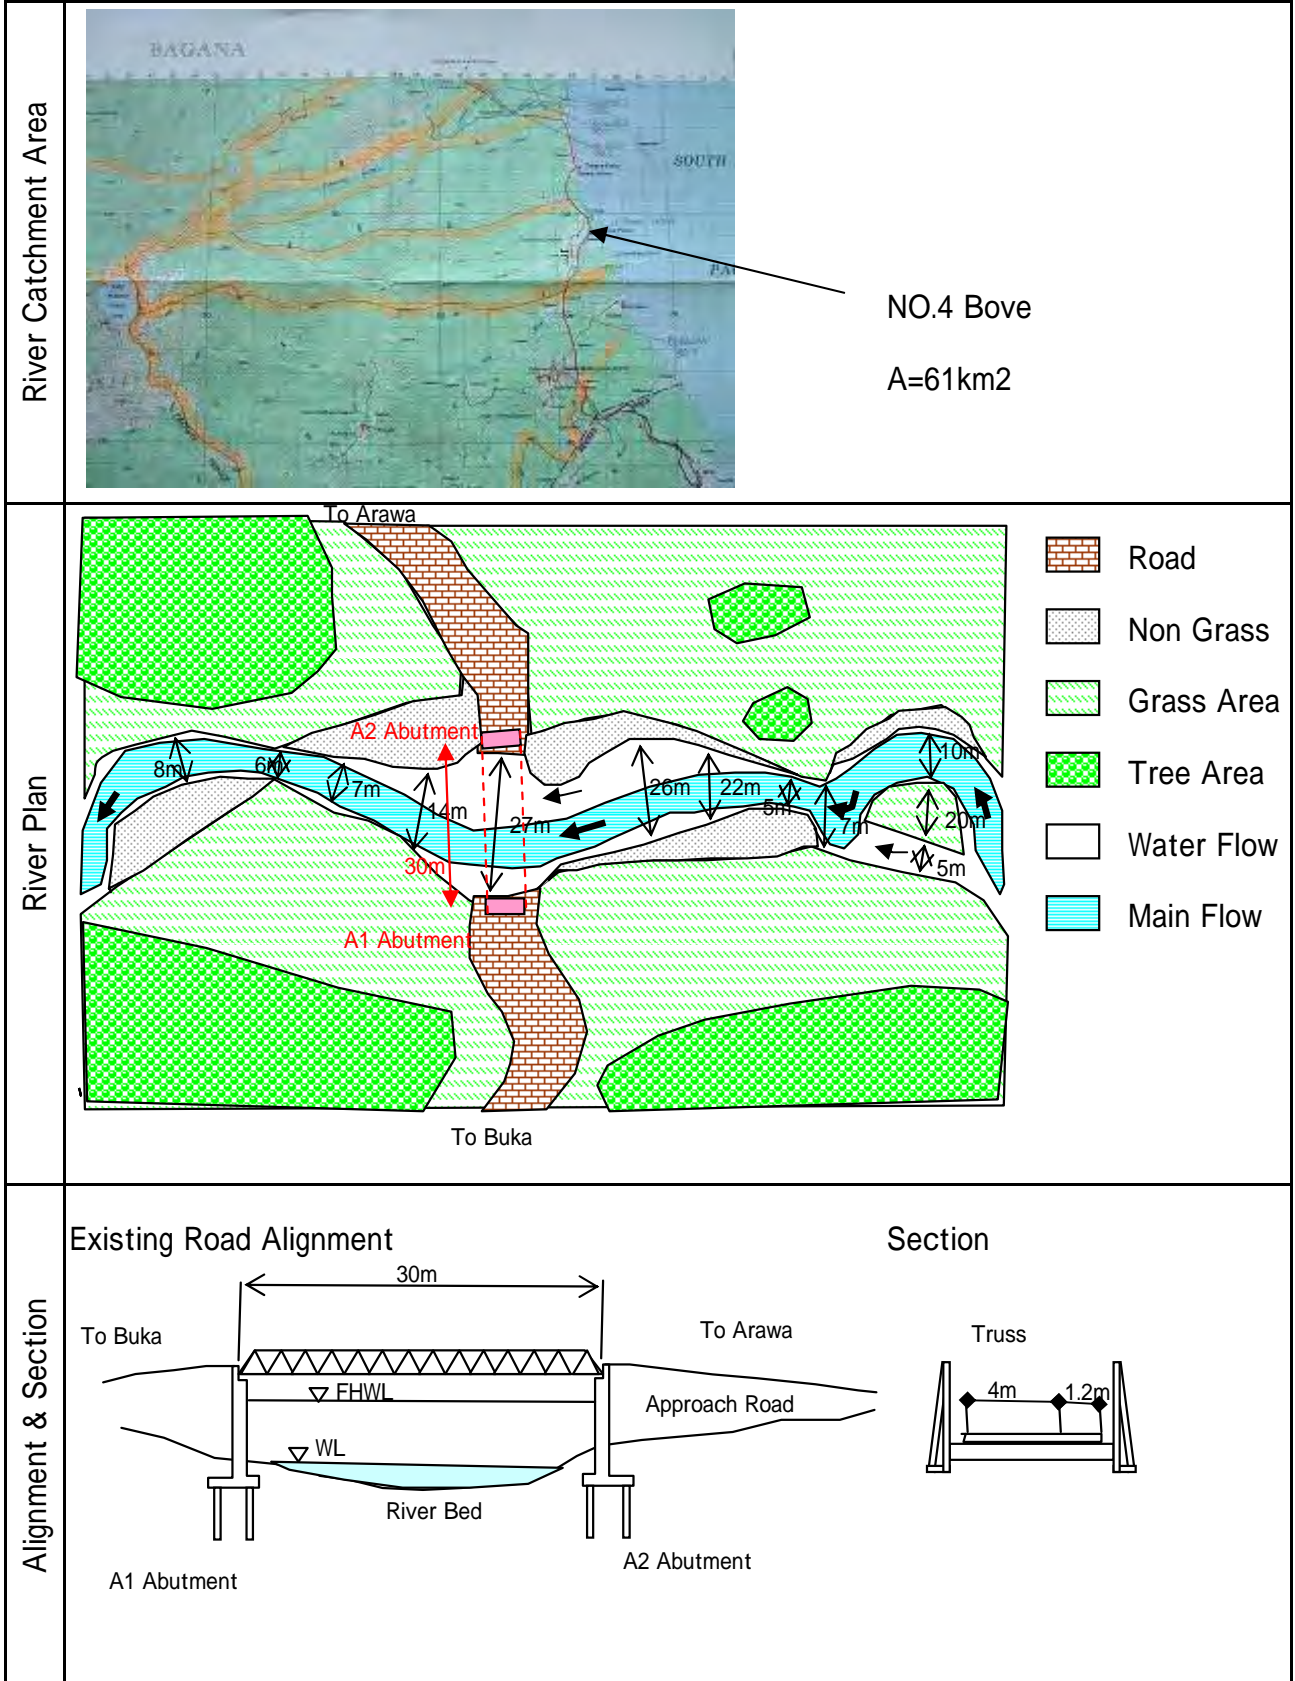 River Catchment Area
BAGANA
SOUTH
NO.4 Bove
A=61km2
River Plan
To Arawa
A2 Abutment
8m
6m
7m
14m
27m
26m
22m
5m
7m
10m
20m
5m
30m
A1 Abutment
To Buka
Road
Non Grass
Grass Area
Tree Area
Water Flow
Main Flow
Alignment & Section
Existing Road Alignment
Section
30m
To Buka
To Arawa
Truss
FHWL
Approach Road
4m
1.2m
WL
River Bed
A1 Abutment
A2 Abutment